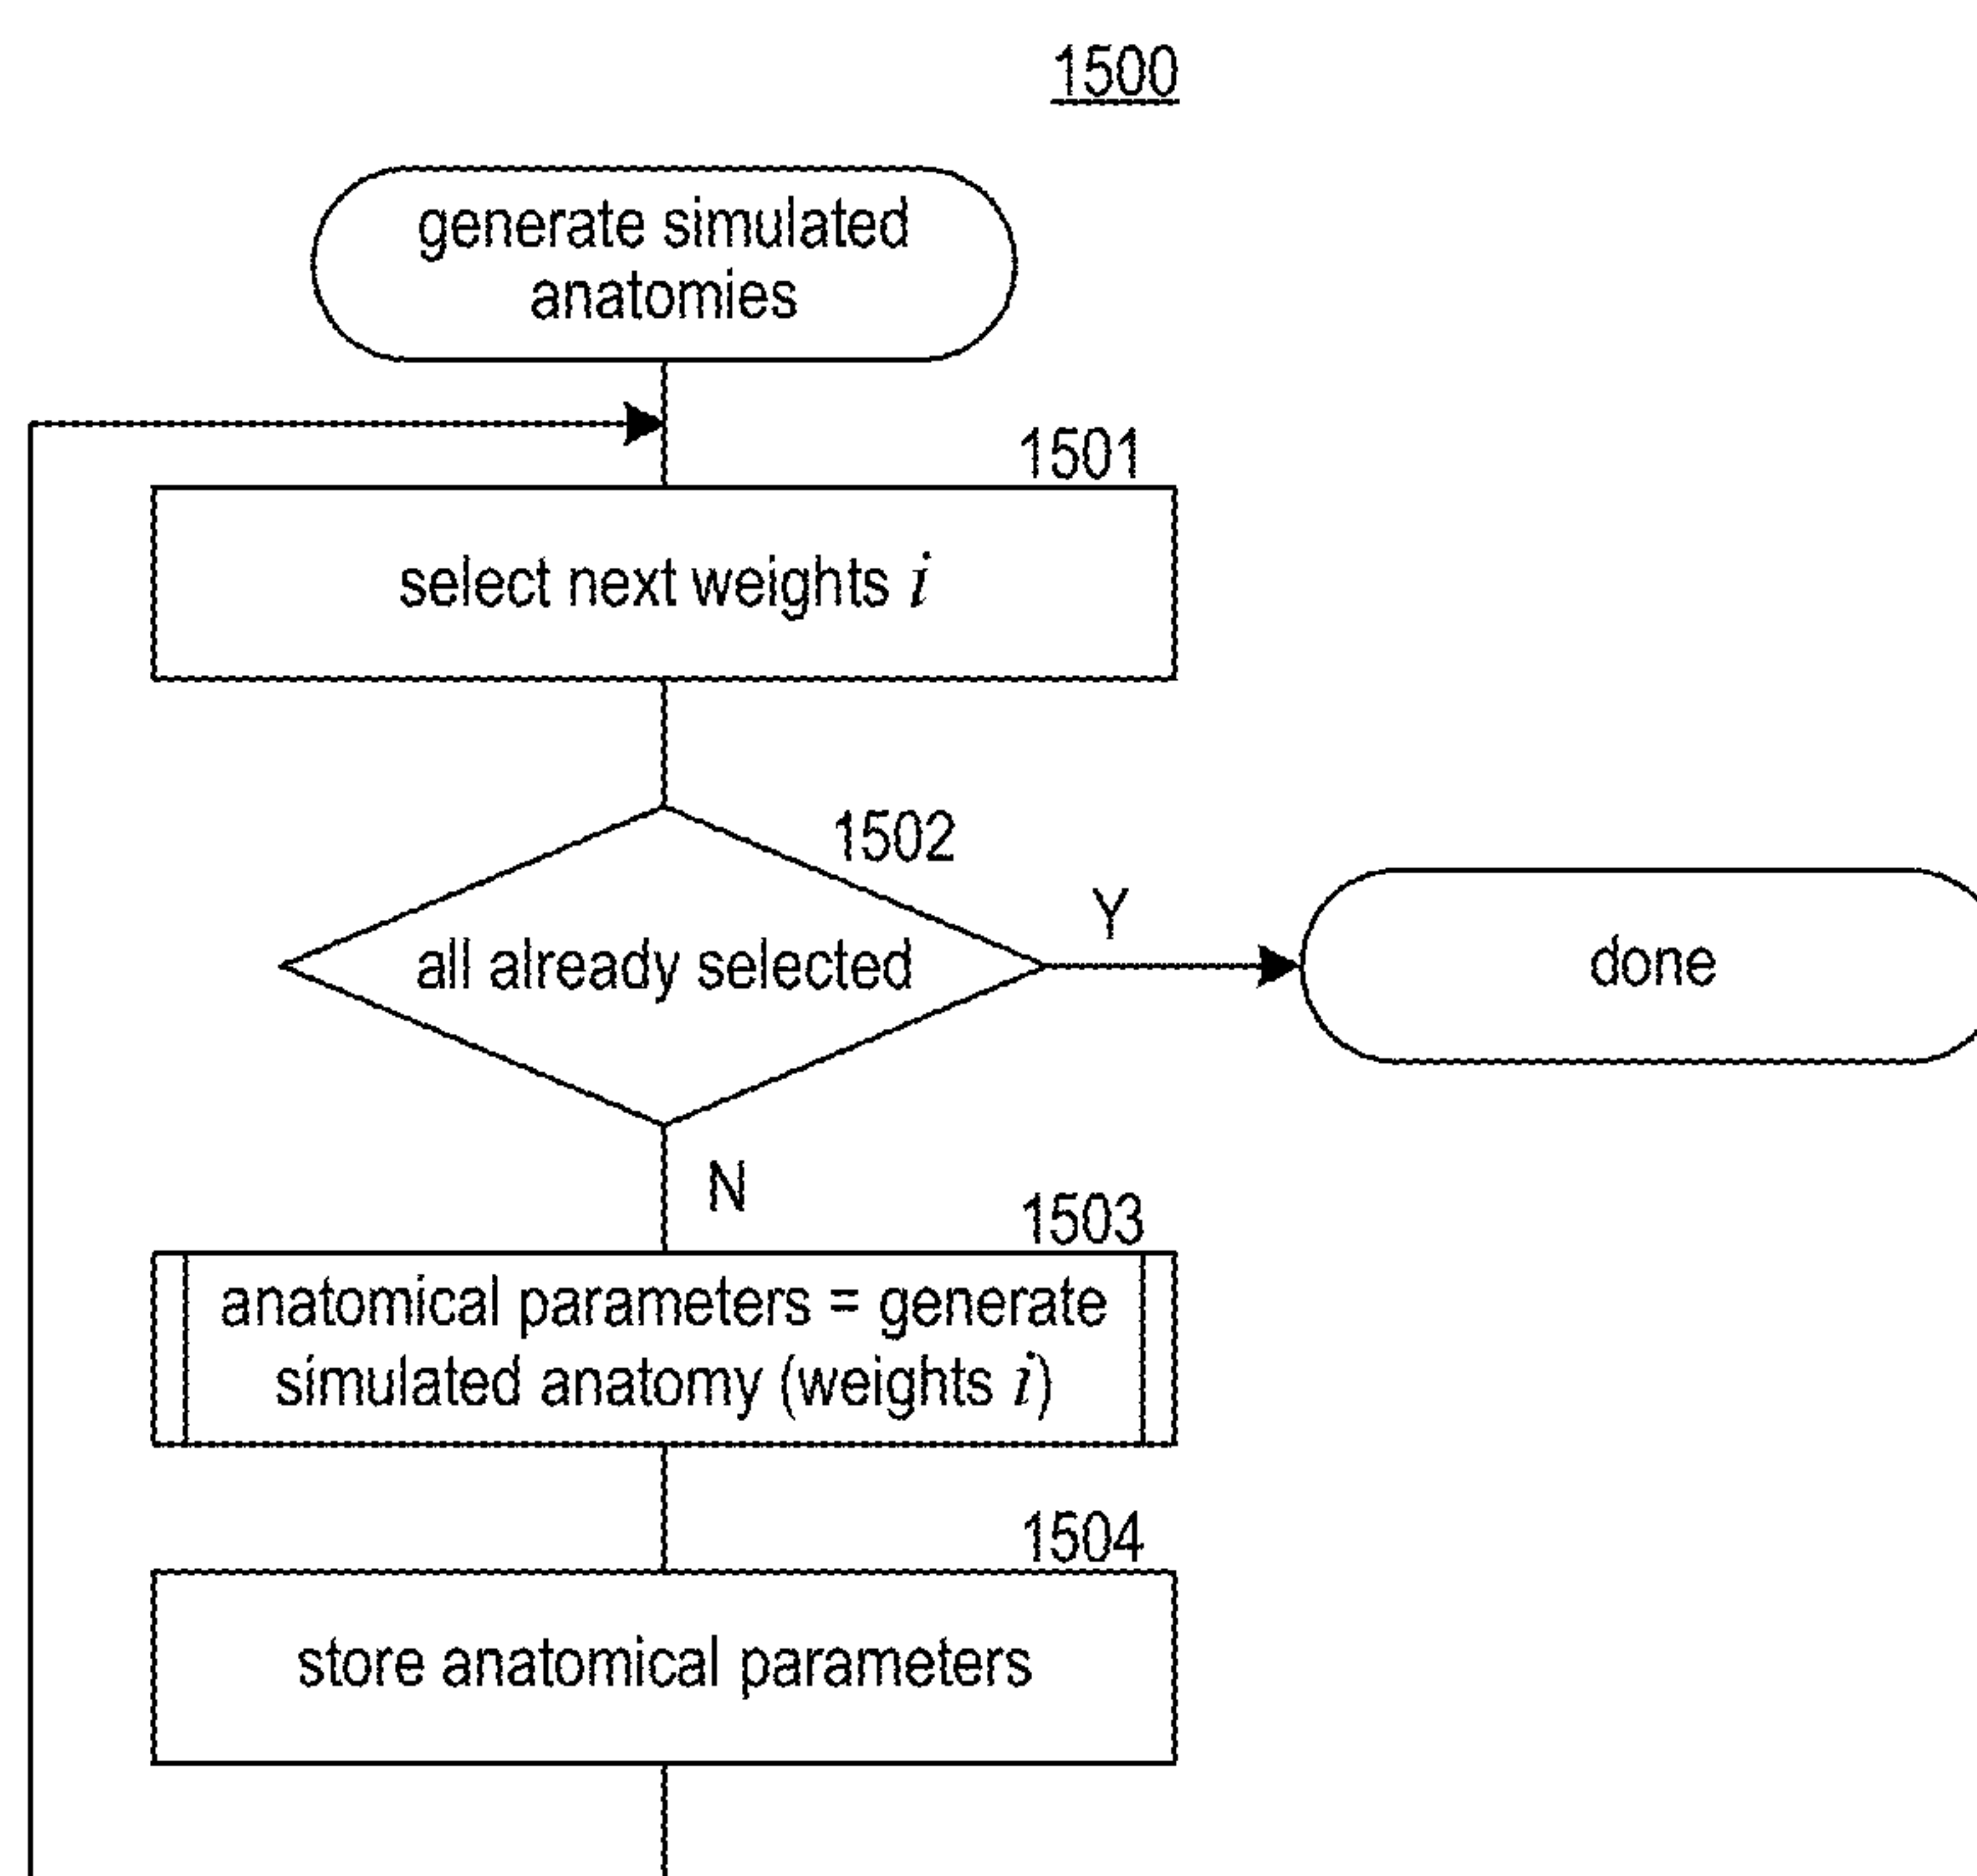 1500
generate simulated
anatomies
1501
select next weights i
1502
all already selected
Y
done
N
1503
anatomical parameters = generate
simulated anatomy (weights i)
1504
store anatomical parameters